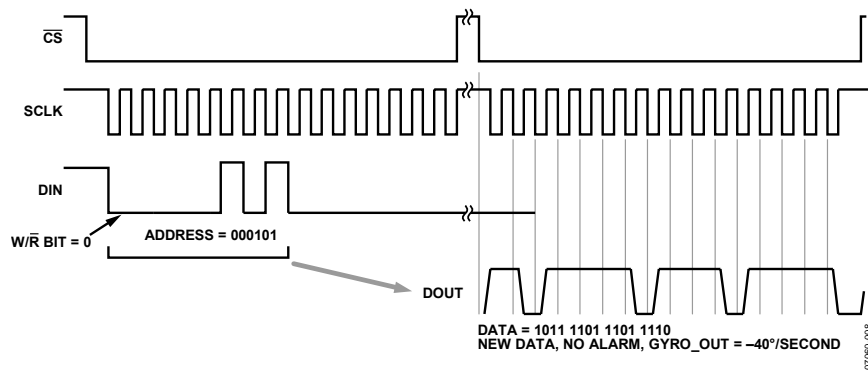 CS
SCLK
DIN
W/R BIT = 0
ADDRESS = 000101
DOUT
DATA = 1011 1101 1101 1110
NEW DATA, NO ALARM, GYRO_OUT = –40°/SECOND